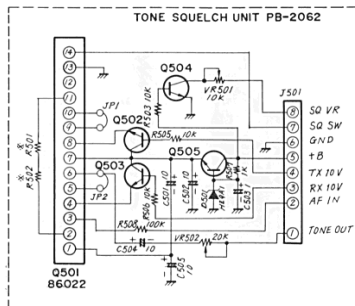 TONE SQUELCH UNIT PB-2062
14
13
12
11
10
9
8
7
6
5
4
3
2
1
Q501
86022
※ R501
※ R502
JP1
JP2
Q504
R503 10K
VR501
10K
Q502
R505 10K
Q503
Q505
R506 10K
C501 10
C502 10
D501
1K
C503 1
R508 100K
C504 10
VR502 20K
C505
10
J501
8 SQ VR
7 SQ SW
6 GND
5 +B
4 TX 10V
3 RX 10V
2 AF IN
1 TONE OUT